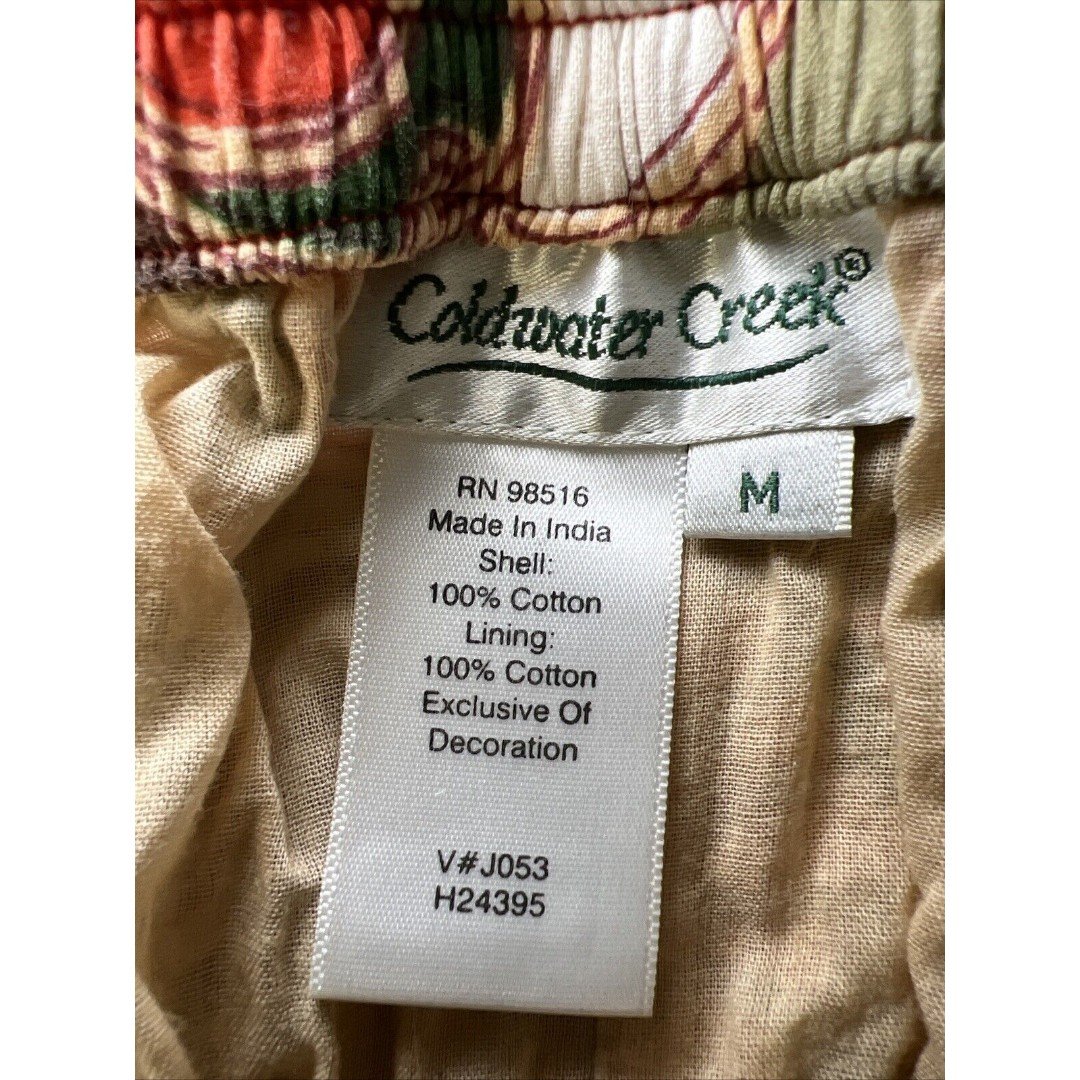 Coldwater Creek®
M
RN 98516
Made In India
Shell:
100% Cotton
Lining:
100% Cotton
Exclusive Of
Decoration
V#J053
H24395